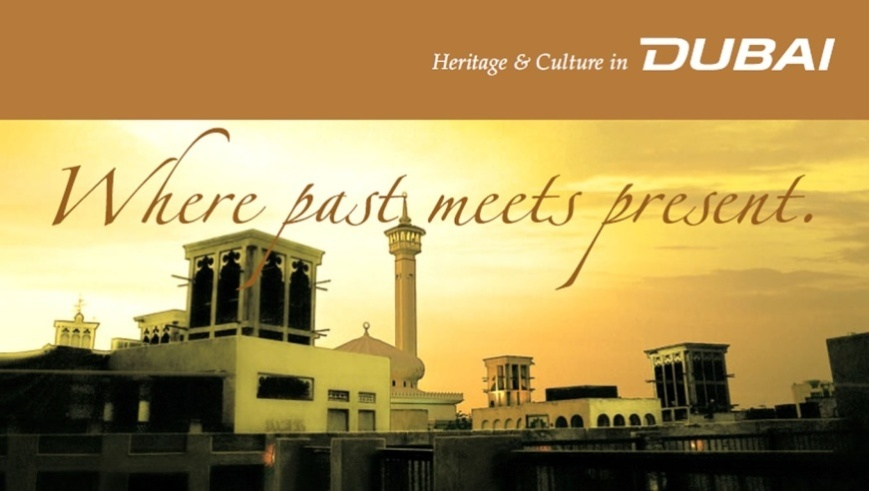 Heritage & Culture in DUBAI
Where past meets present.